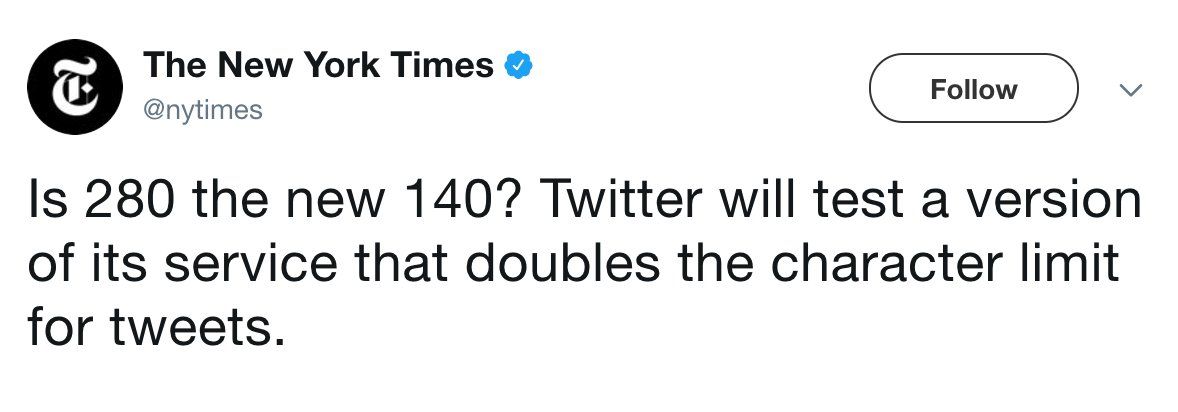 The New York Times
@nytimes
Follow
Is 280 the new 140? Twitter will test a version
of its service that doubles the character limit
for tweets.